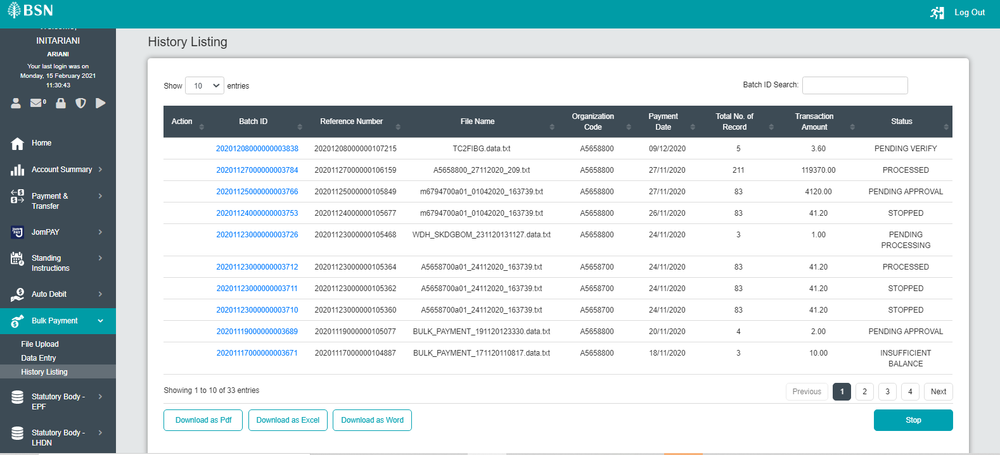 BSN
Log Out
Welcome,
INITARIANI
ARIANI
Your last login was on
Monday, 15 February 2021
11:30:43
0
Home
Account Summary
Payment &
Transfer
JomPAY
Standing
Instructions
Auto Debit
Bulk Payment
File Upload
Data Entry
History Listing
Statutory Body -
EPF
Statutory Body -
LHDN
History Listing
Show 10 entries
Batch ID Search:
Action Batch ID Reference Number File Name Organization Code Payment Date Total No. of Record Transaction Amount Status
20201208000000003838 20201208000000107215 TC2FIBG.data.txt A5658800 09/12/2020 5 3.60 PENDING VERIFY
20201127000000003784 20201127000000106159 A5658800_27112020_209.txt A5658800 27/11/2020 211 119370.00 PROCESSED
20201125000000003766 20201125000000105849 m6794700a01_01042020_163739.txt A5658800 27/11/2020 83 4120.00 PENDING APPROVAL
20201124000000003753 20201124000000105677 m6794700a01_01042020_163739.txt A5658800 26/11/2020 83 41.20 STOPPED
20201123000000003726 20201123000000105468 WDH_SKDGBOM_231120131127.data.txt A5658800 24/11/2020 3 1.00 PENDING
PROCESSING
20201123000000003712 20201123000000105364 A5658700a01_24112020_163739.txt A5658700 24/11/2020 83 41.20 PROCESSED
20201123000000003711 20201123000000105362 A5658700a01_24112020_163739.txt A5658700 24/11/2020 83 41.20 STOPPED
20201123000000003710 20201123000000105360 A5658700a01_24112020_163739.txt A5658700 24/11/2020 83 41.20 STOPPED
20201119000000003689 20201119000000105077 BULK_PAYMENT_191120123330.data.txt A5658800 20/11/2020 4 2.00 PENDING APPROVAL
20201117000000003671 20201117000000104887 BULK_PAYMENT_171120110817.data.txt A5658800 18/11/2020 3 10.00 INSUFFICIENT
BALANCE
Showing 1 to 10 of 33 entries
Previous 1 2 3 4 Next
Download as Pdf Download as Excel Download as Word Stop